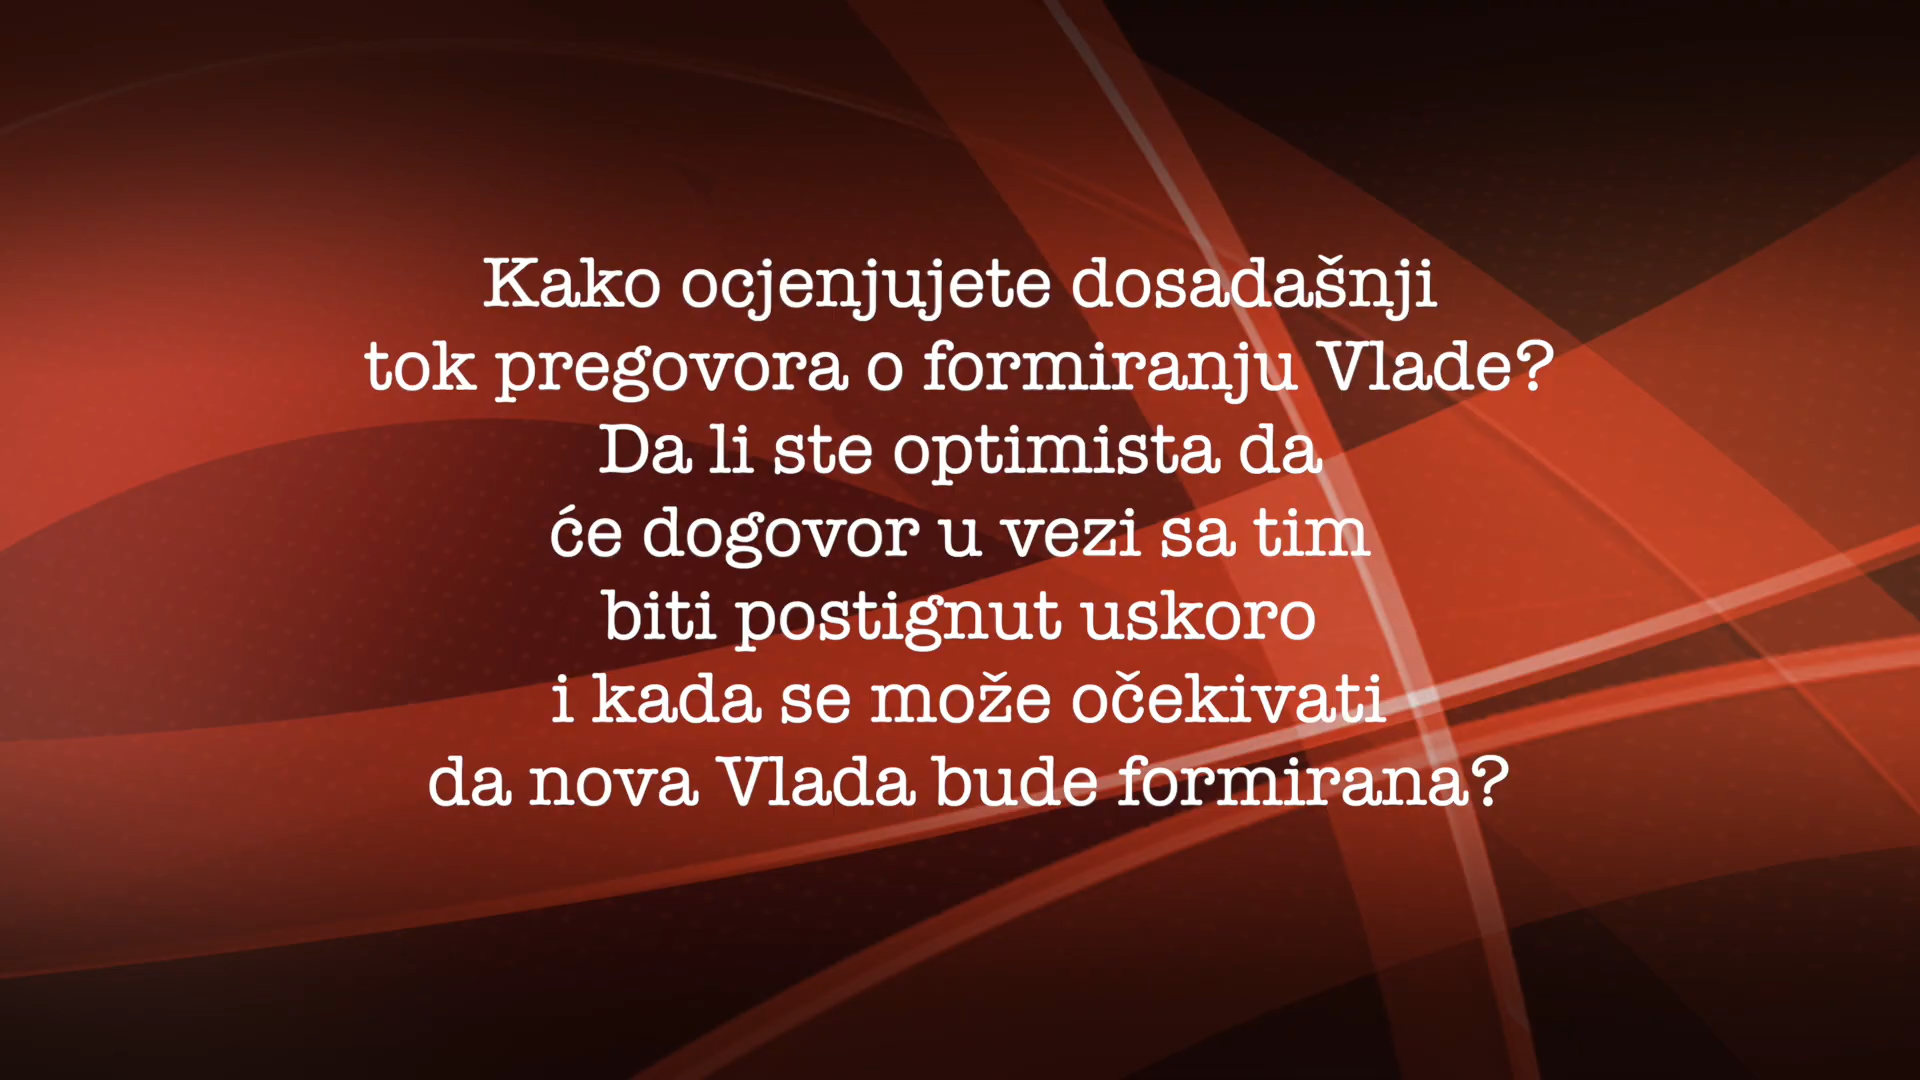 Kako ocjenjujete dosadašnji
tok pregovora o formiranju Vlade?
Da li ste optimista da
će dogovor u vezi sa tim
biti postignut uskoro
i kada se može očekivati
da nova Vlada bude formirana?